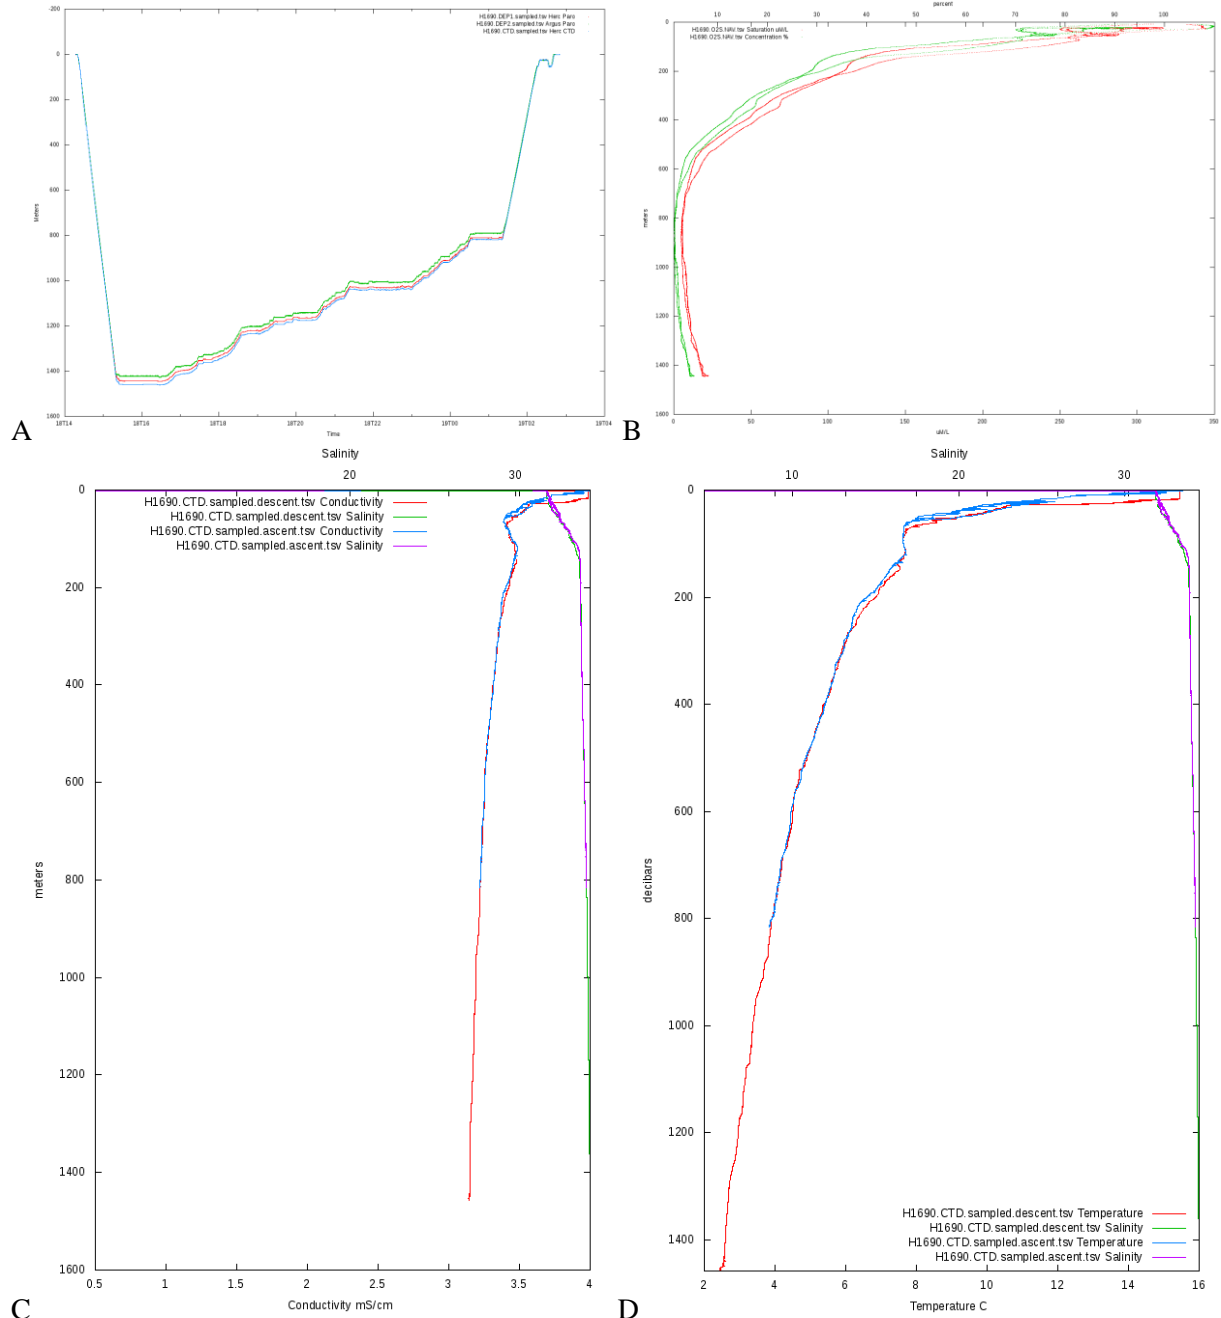 H1690.DEP1.sampled.tsv Herc Paro
H1690.DEP2.sampled.tsv Argus Paro
H1690.CTD.sampled.tsv Herc CTD
-200
0
200
400
600
800
1000
1200
1400
1600
Meters
18T14
18T16
18T18
18T20
18T22
19T00
19T02
19T04
Time
A
percent
10
20
30
40
50
60
70
80
90
100
H1690.O2S.NAV.tsv Saturation uM/L
H1690.O2S.NAV.tsv Concentration %
0
200
400
600
800
1000
1200
1400
1600
meters
0
50
100
150
200
250
300
350
uM/L
B
Salinity
20
30
H1690.CTD.sampled.descent.tsv Conductivity
H1690.CTD.sampled.descent.tsv Salinity
H1690.CTD.sampled.ascent.tsv Conductivity
H1690.CTD.sampled.ascent.tsv Salinity
0
200
400
600
800
1000
1200
1400
1600
meters
0.5
1
1.5
2
2.5
3
3.5
4
Conductivity mS/cm
C
Salinity
10
20
30
0
200
400
600
800
1000
1200
1400
decibars
H1690.CTD.sampled.descent.tsv Temperature
H1690.CTD.sampled.descent.tsv Salinity
H1690.CTD.sampled.ascent.tsv Temperature
H1690.CTD.sampled.ascent.tsv Salinity
2
4
6
8
10
12
14
16
Temperature C
D